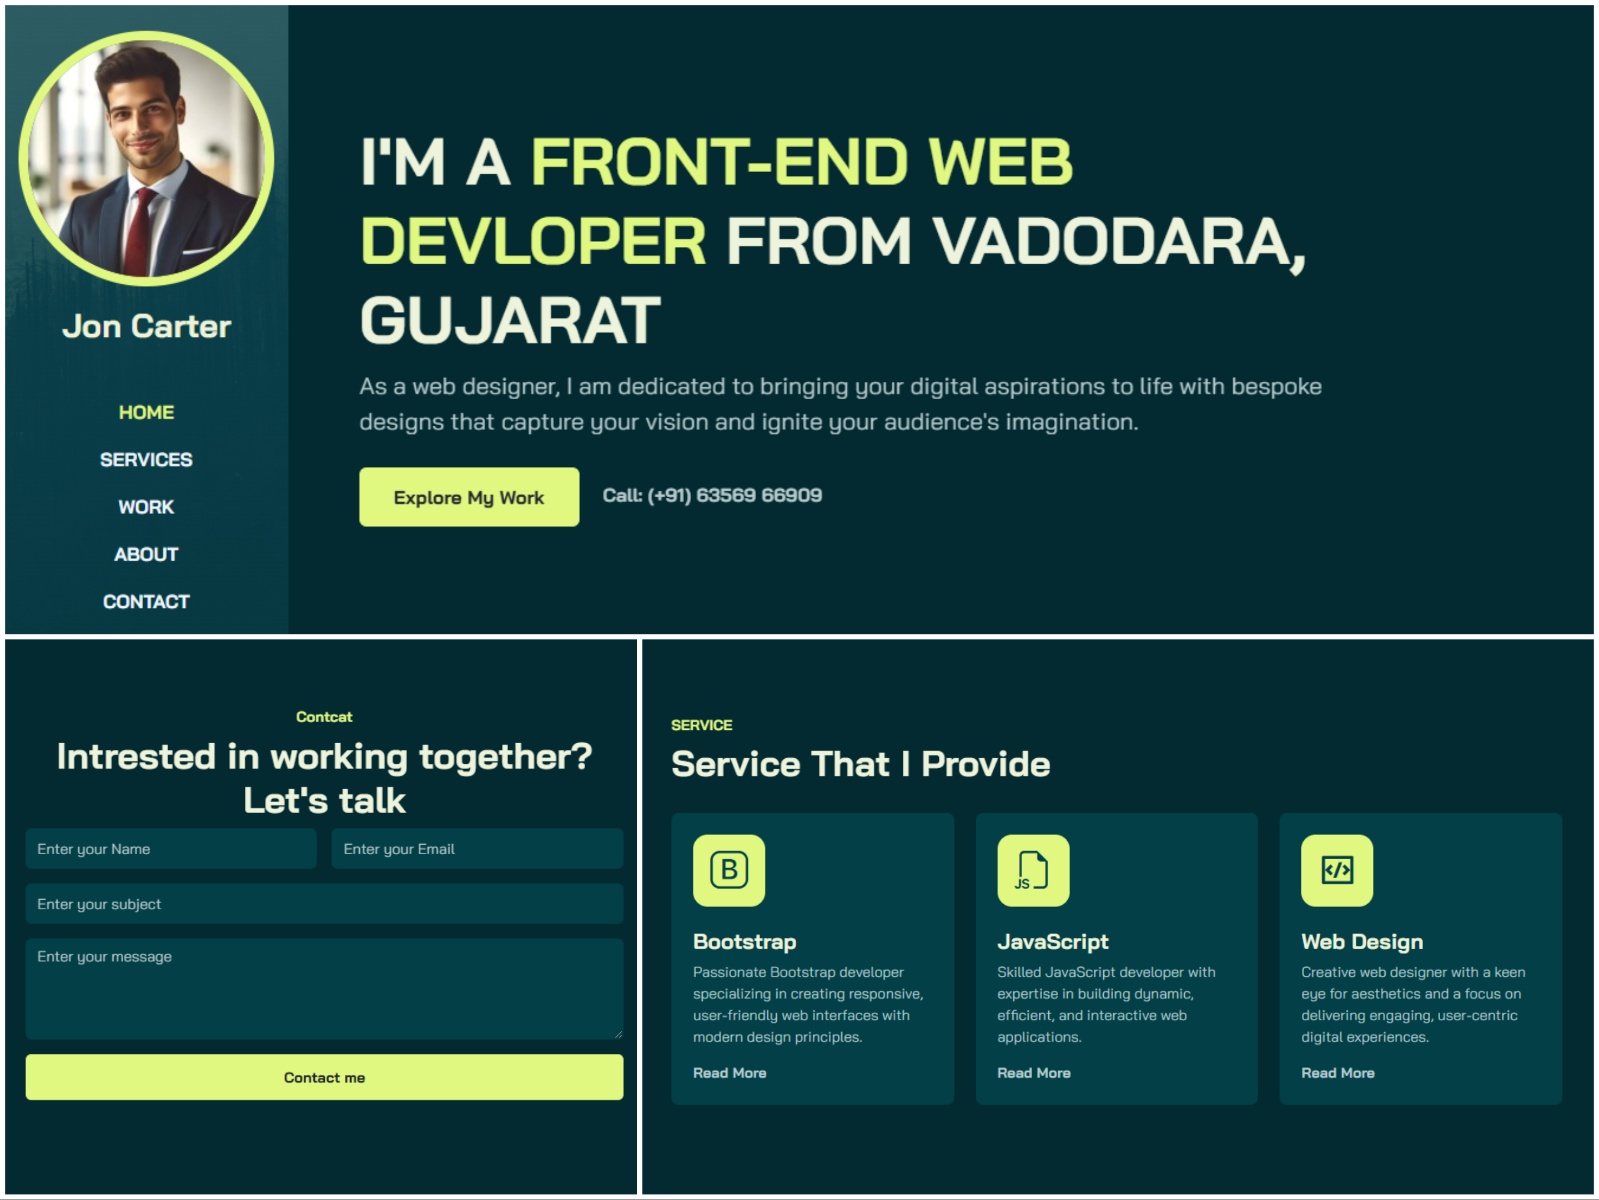 Jon Carter
HOME
SERVICES
WORK
ABOUT
CONTACT
I'M A FRONT-END WEB
DEVLOPER FROM VADODARA,
GUJARAT
As a web designer, I am dedicated to bringing your digital aspirations to life with bespoke
designs that capture your vision and ignite your audience's imagination.
Explore My Work
Call: (+91) 63569 66909
Contcat
Intrested in working together?
Let's talk
Enter your Name
Enter your Email
Enter your subject
Enter your message
Contact me
SERVICE
Service That I Provide
B
Bootstrap
Passionate Bootstrap developer
specializing in creating responsive,
user-friendly web interfaces with
modern design principles.
Read More
JS
JavaScript
Skilled JavaScript developer with
expertise in building dynamic,
efficient, and interactive web
applications.
Read More
</>
Web Design
Creative web designer with a keen
eye for aesthetics and a focus on
delivering engaging, user-centric
digital experiences.
Read More